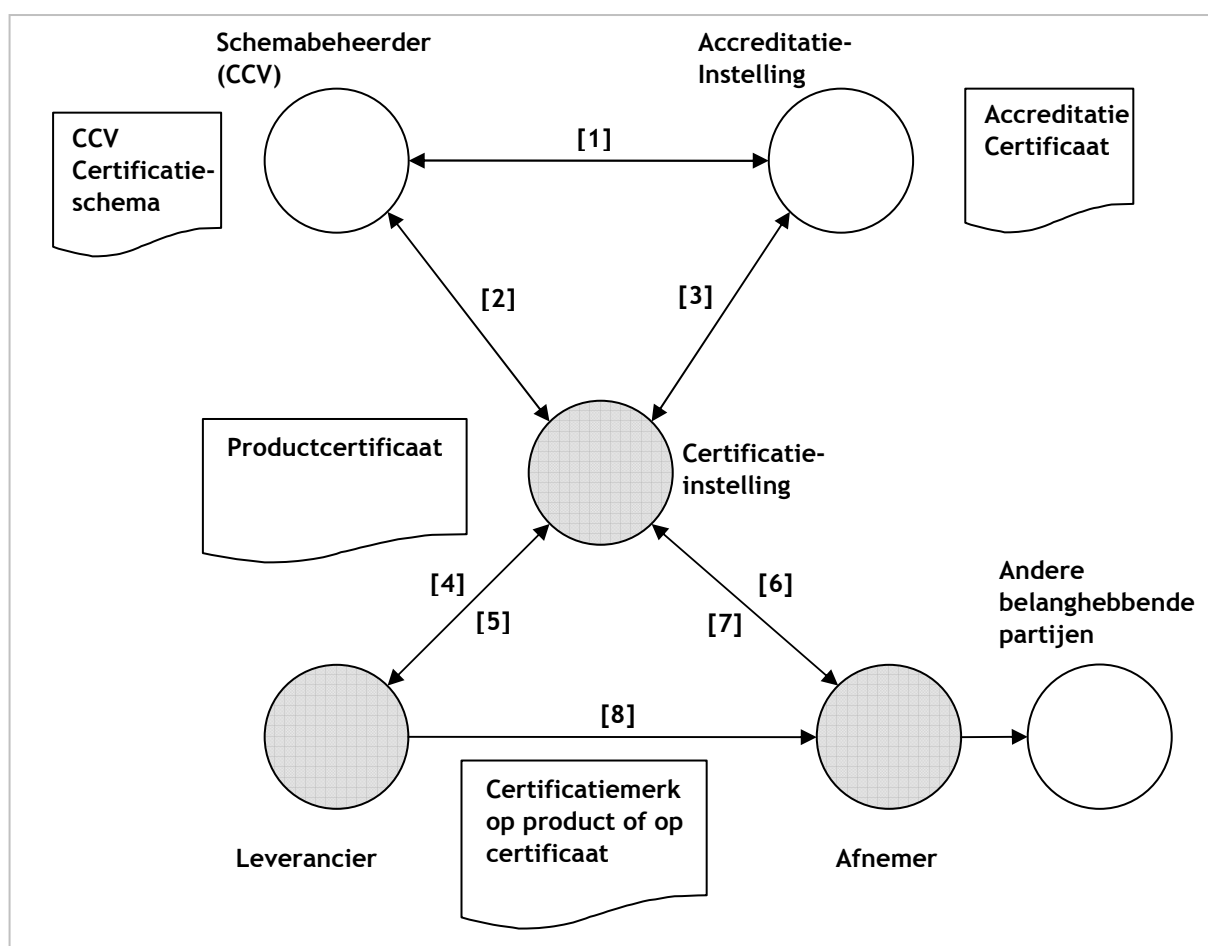 Schemabeheerder
(CCV)
Accreditatie-
Instelling
CCV
Certificatie-
schema
Accreditatie
Certificaat
[1]
[2]
[3]
Productcertificaat
Certificatie-
instelling
[4]
[5]
[6]
[7]
Andere
belanghebbende
partijen
[8]
Certificatiemerk
op product of op
certificaat
Leverancier
Afnemer